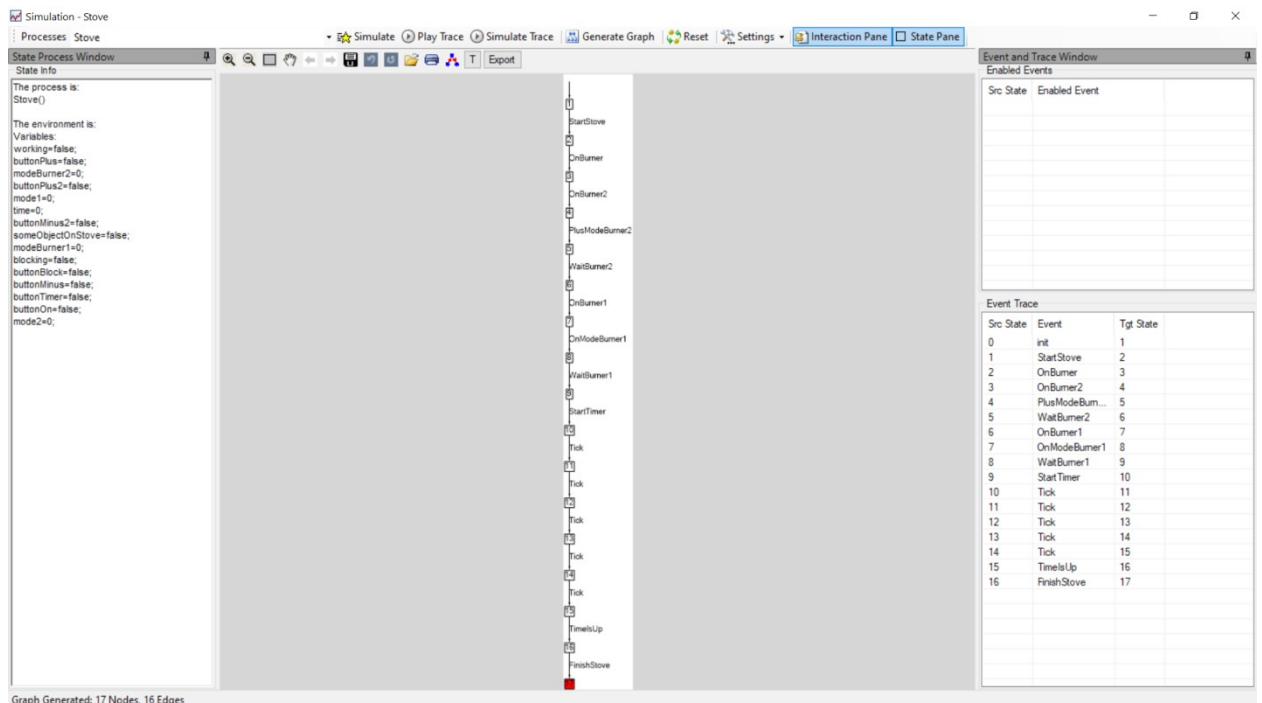 Simulation - Stove
Processes Stove Simulate Play Trace Simulate Trace Generate Graph Reset Settings Interaction Pane State Pane
State Process Window
State Info
The process is:
Stove()
The environment is:
Variables:
working=false;
buttonPlus=false;
modeBurner2=0;
buttonPlus2=false;
mode1=0;
time=0;
buttonMinus2=false;
someObjectOnStove=false;
modeBurner1=0;
blocking=false;
buttonBlock=false;
buttonMinus=false;
buttonTimer=false;
buttonOn=false;
mode2=0;
T Export
1
StartStove
2
OnBurner
3
OnBurner2
4
PlusModeBurner2
5
WaitBurner2
6
OnBurner1
7
OnModeBurner1
8
WaitBurner1
9
StartTimer
10
Tick
11
Tick
12
Tick
13
Tick
14
Tick
15
TimeIsUp
16
FinishStove
Event and Trace Window
Enabled Events
Src State Enabled Event
Event Trace
Src State Event Tgt State
0 init 1
1 StartStove 2
2 OnBurner 3
3 OnBurner2 4
4 PlusModeBurn... 5
5 WaitBurner2 6
6 OnBurner1 7
7 OnModeBurner1 8
8 WaitBurner1 9
9 StartTimer 10
10 Tick 11
11 Tick 12
12 Tick 13
13 Tick 14
14 Tick 15
15 TimeIsUp 16
16 FinishStove 17
Graph Generated: 17 Nodes, 16 Edges